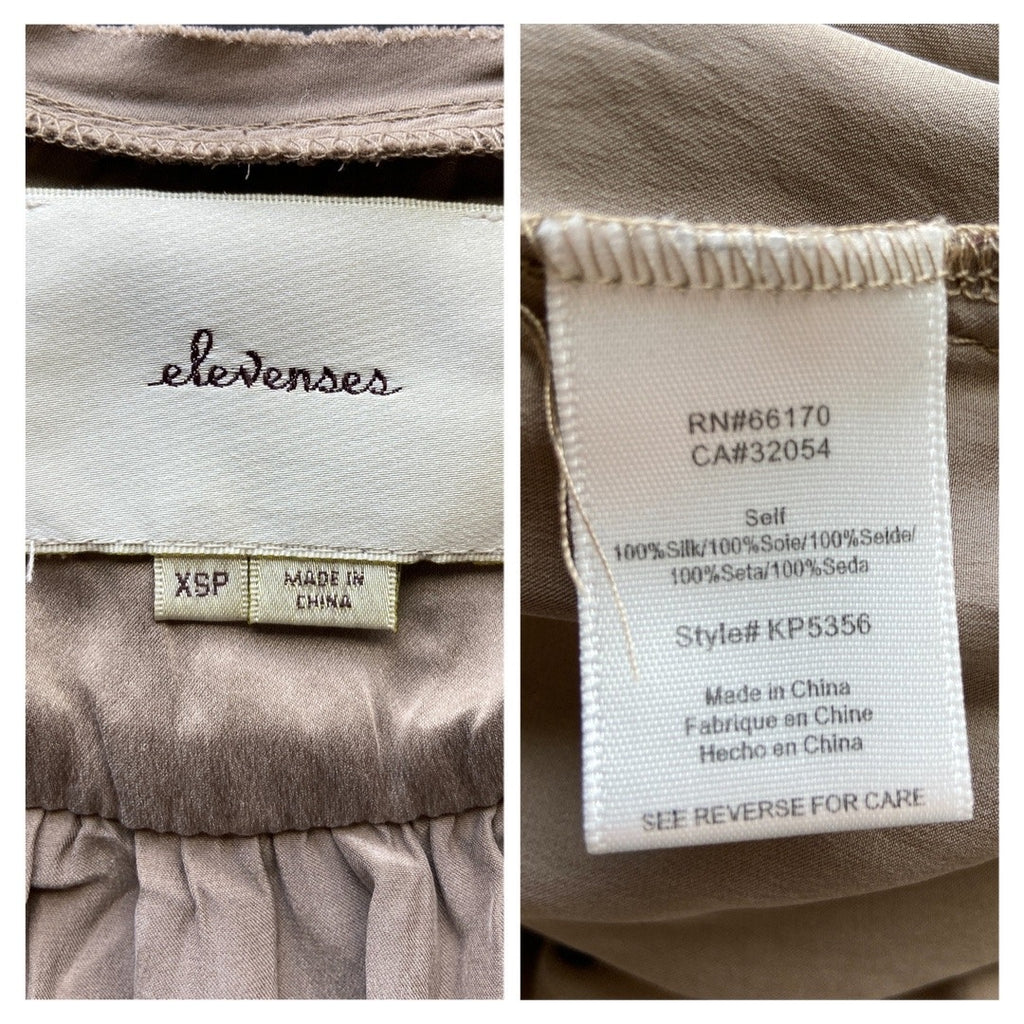 elevenses
XSP
MADE IN
CHINA
RN#66170
CA#32054
Self
100%Silk/100%Soie/100%Seide/
100%Seta/100%Seda
Style# KP5356
Made in China
Fabrique en Chine
Hecho en China
SEE REVERSE FOR CARE